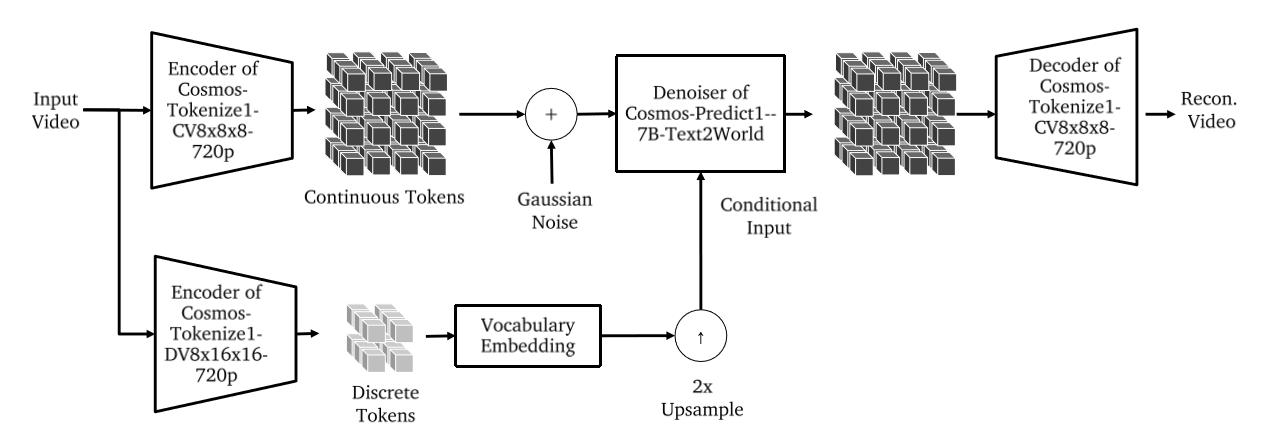 Input
Video
Encoder of
Cosmos-
Tokenize1-
CV8x8x8-
720p
Continuous Tokens
+
Gaussian
Noise
Denoiser of
Cosmos-Predict1--
7B-Text2World
Conditional
Input
Decoder of
Cosmos-
Tokenize1-
CV8x8x8-
720p
Recon.
Video
Encoder of
Cosmos-
Tokenize1-
DV8x16x16-
720p
Discrete
Tokens
Vocabulary
Embedding
↑
2x
Upsample